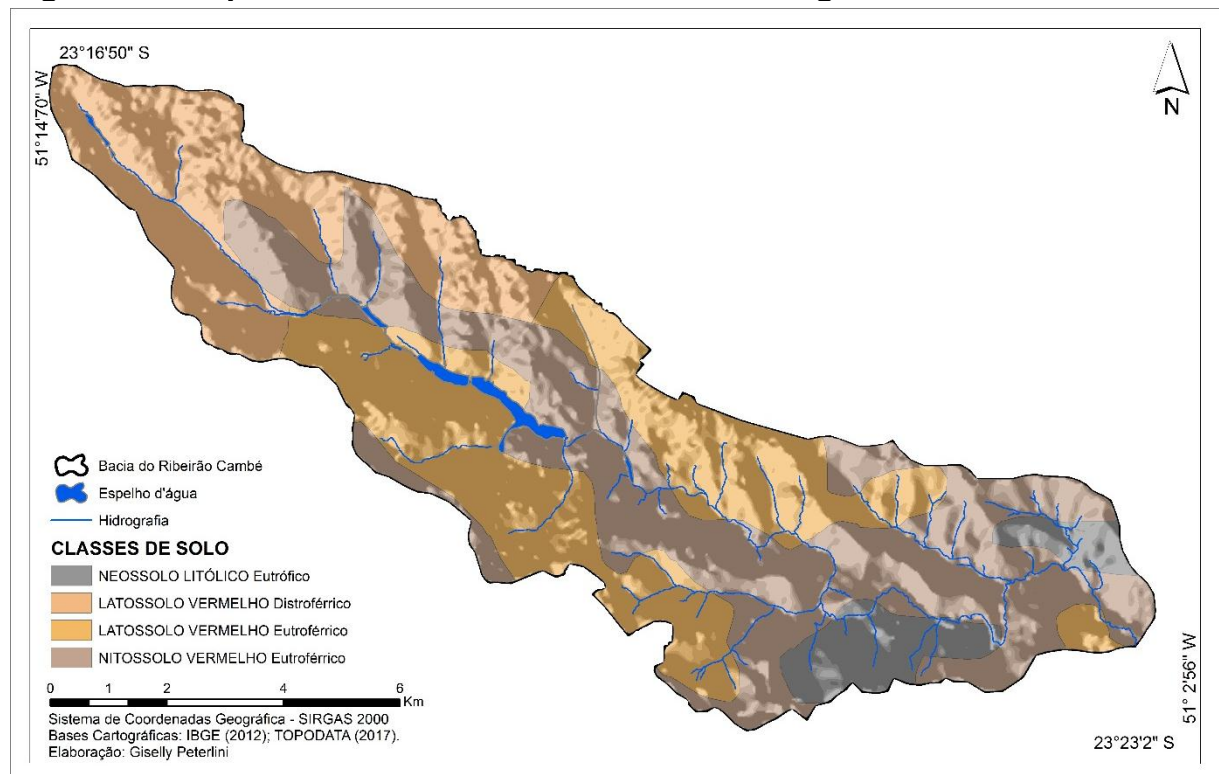 23°16'50" S
51°14'70" W
N
Bacia do Ribeirão Cambé
Espelho d'água
Hidrografia
CLASSES DE SOLO
NEOSSOLO LITÓLICO Eutrófico
LATOSSOLO VERMELHO Distroférrico
LATOSSOLO VERMELHO Eutroférrico
NITOSSOLO VERMELHO Eutroférrico
0 1 2 4 6
Km
Sistema de Coordenadas Geográfica - SIRGAS 2000
Bases Cartográficas: IBGE (2012); TOPODATA (2017).
Elaboração: Giselly Peterlini
51° 2'56" W
23°23'2" S